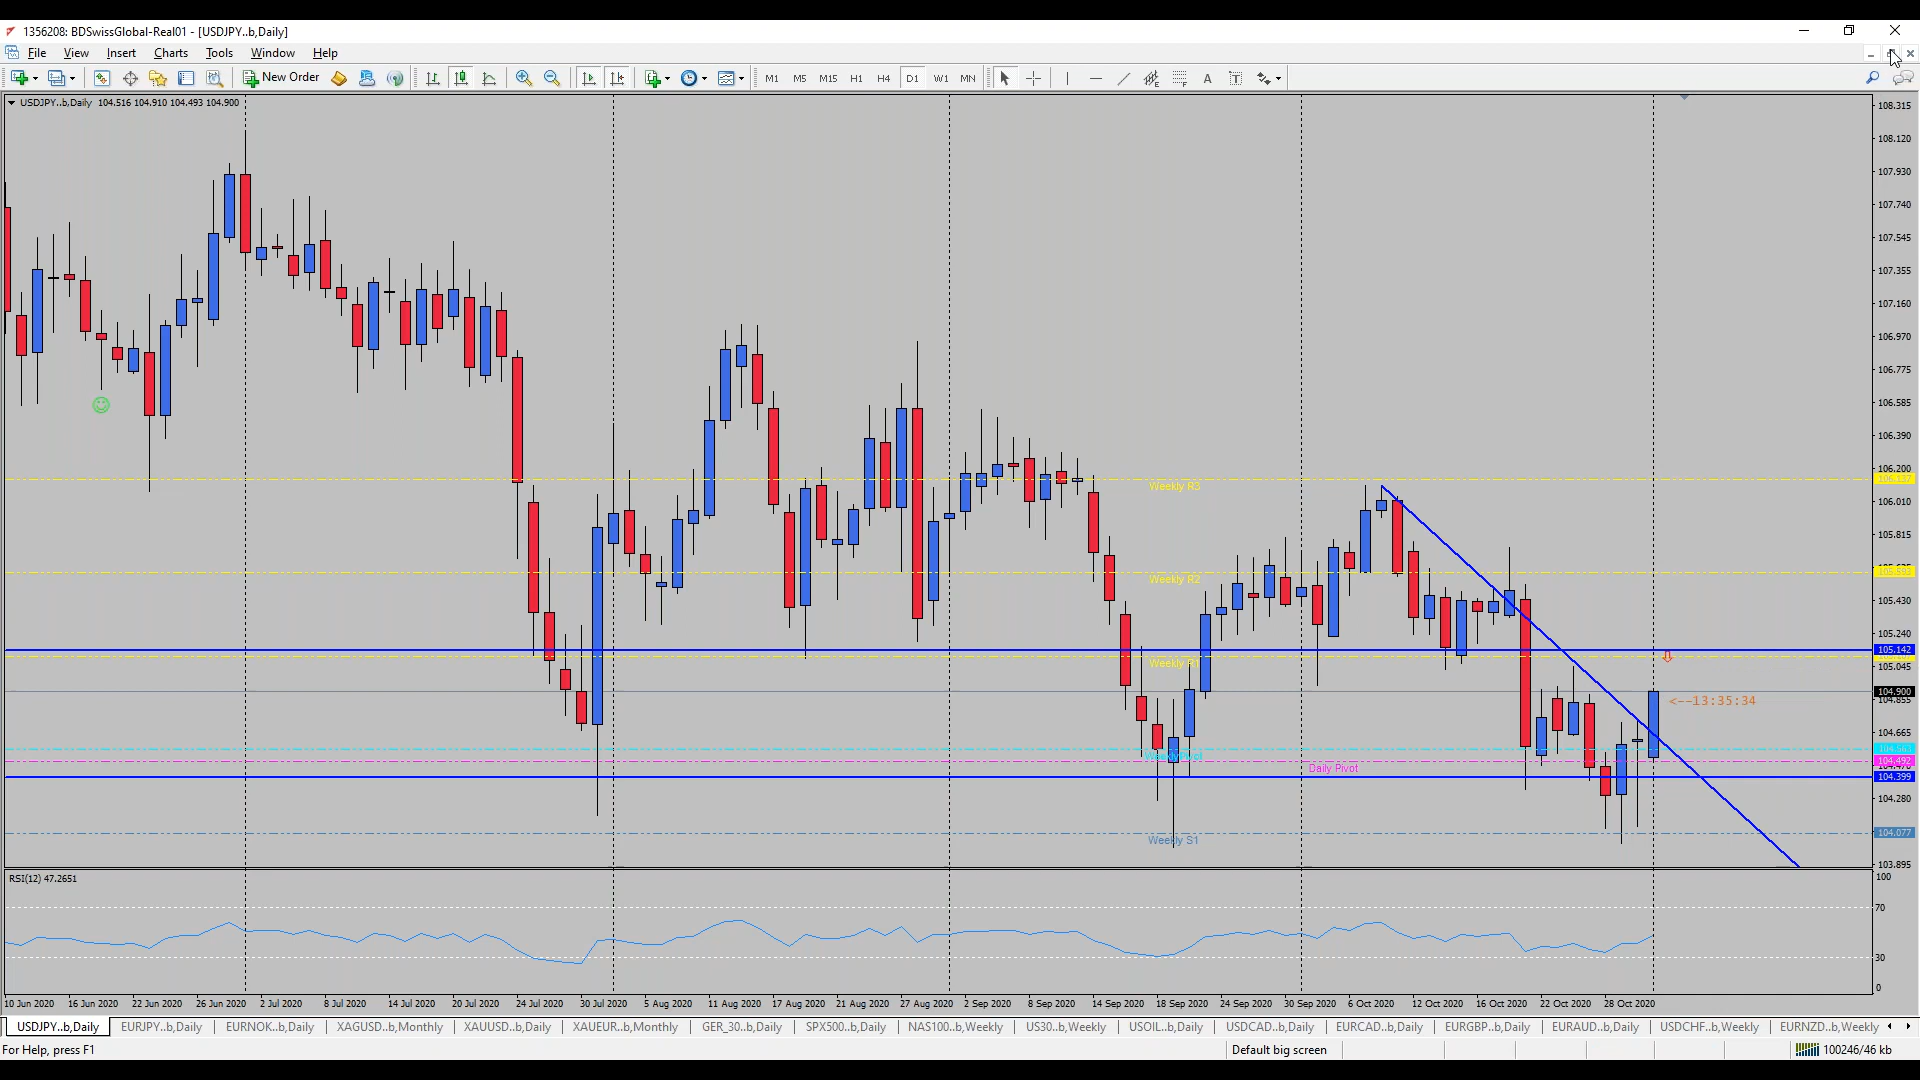 1356208: BDSwissGlobal-Real01 - [USDJPY..b,Daily]
File View Insert Charts Tools Window Help
New Order M1 M5 M15 H1 H4 D1 W1 MN A T
USDJPY..b,Daily 104.516 104.910 104.493 104.900
108.315
108.120
107.930
107.740
107.545
107.355
107.160
106.970
106.775
106.585
106.390
106.200
Weekly R3
106.010
105.815
Weekly R2
105.430
105.240
105.142
Weekly R1
105.045
104.900
<--13:35:34
104.855
104.665
104.563
104.492
Daily Pivot
104.399
104.280
104.077
Weekly S1
103.895
RSI(12) 47.2651
100
70
30
0
10 Jun 2020 16 Jun 2020 22 Jun 2020 26 Jun 2020 2 Jul 2020 8 Jul 2020 14 Jul 2020 20 Jul 2020 24 Jul 2020 30 Jul 2020 5 Aug 2020 11 Aug 2020 17 Aug 2020 21 Aug 2020 27 Aug 2020 2 Sep 2020 8 Sep 2020 14 Sep 2020 18 Sep 2020 24 Sep 2020 30 Sep 2020 6 Oct 2020 12 Oct 2020 16 Oct 2020 22 Oct 2020 28 Oct 2020
USDJPY..b,Daily EURJPY..b,Daily EURNOK..b,Daily XAGUSD..b,Monthly XAUUSD..b,Daily XAUEUR..b,Monthly GER_30..b,Daily SPX500..b,Daily NAS100..b,Weekly US30..b,Weekly USOIL..b,Daily USDCAD..b,Daily EURCAD..b,Daily EURGBP..b,Daily EURAUD..b,Daily USDCHF..b,Weekly EURNZD..b,Weekly
For Help, press F1 Default big screen 100246/46 kb